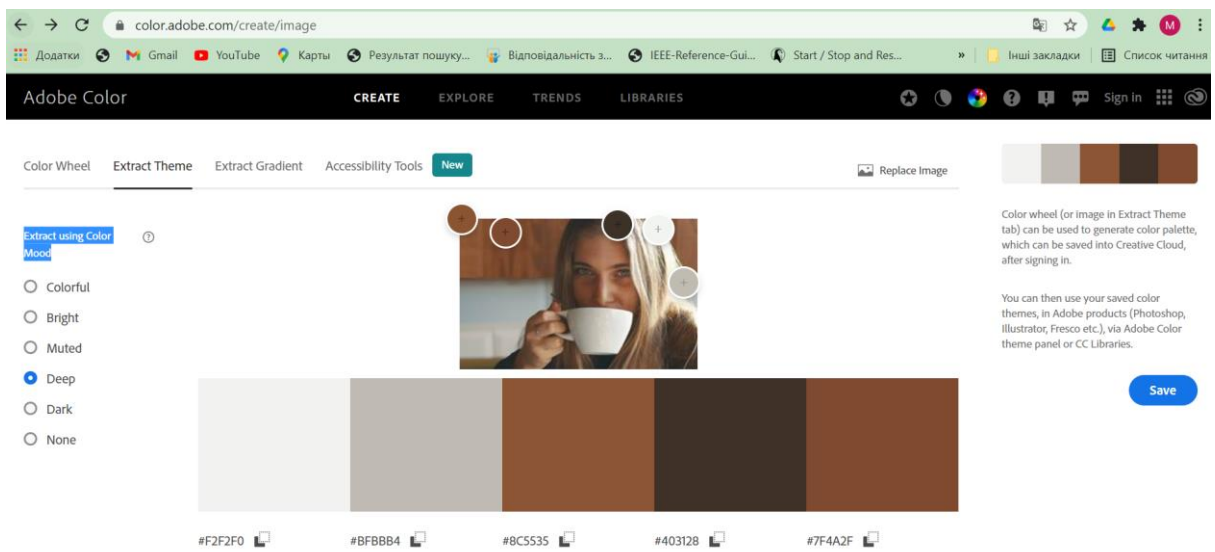 color.adobe.com/create/image M
Додатки Gmail YouTube Карты Результат пошуку... Відповідальність з... IEEE-Reference-Gui... Start / Stop and Res... » Інші закладки Список читання
Adobe Color CREATE EXPLORE TRENDS LIBRARIES Sign in
Color Wheel Extract Theme Extract Gradient Accessibility Tools New Replace Image
Extract using Color
Mood
Colorful
Bright
Muted
Deep
Dark
None
#F2F2F0 #BFBBB4 #8C5535 #403128 #7F4A2F
Color wheel (or image in Extract Theme
tab) can be used to generate color palette,
which can be saved into Creative Cloud,
after signing in.
You can then use your saved color
themes, in Adobe products (Photoshop,
Illustrator, Fresco etc.), via Adobe Color
theme panel or CC Libraries.
Save